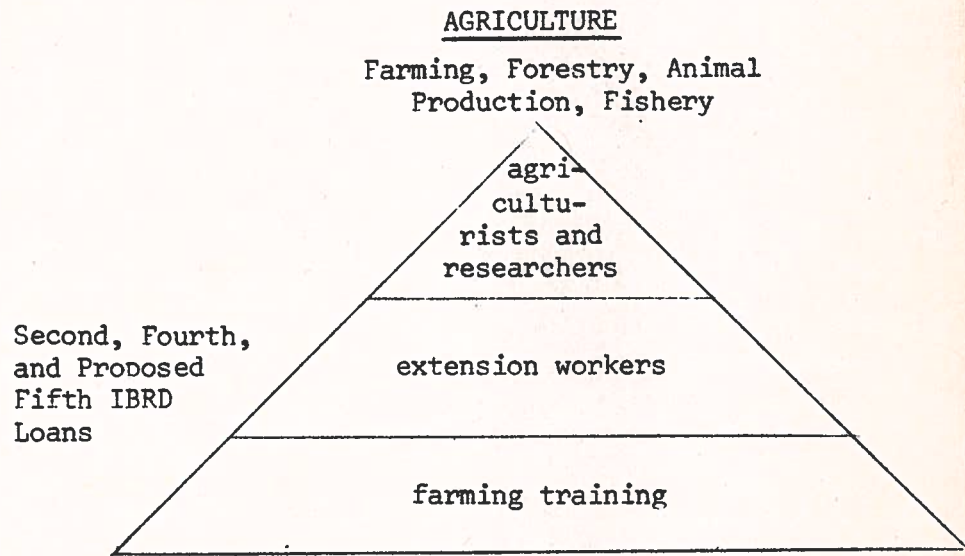 AGRICULTURE
Farming, Forestry, Animal
Production, Fishery
agri-
cultu-
rists and
researchers
Second, Fourth,
and Proposed
Fifth IBRD
Loans
extension workers
farming training